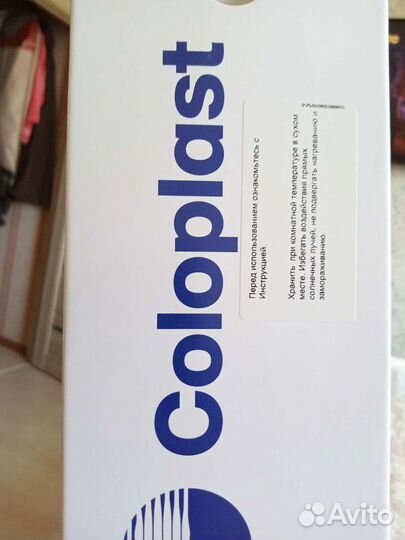 Coloplast
Перед использованием ознакомьтесь с
Инструкцией.
Хранить при комнатной температуре в сухом
месте. Избегать воздействия прямых
солнечных лучей, не подвергать нагреванию и
замораживанию.
Avito